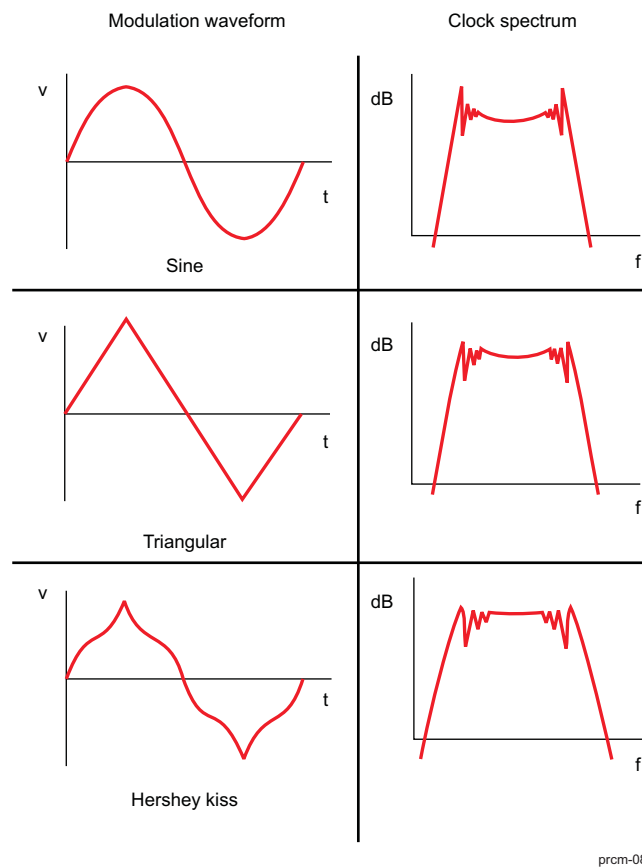 Modulation waveform
Clock spectrum
v
t
Sine
dB
f
v
t
Triangular
dB
f
v
t
Hershey kiss
dB
f